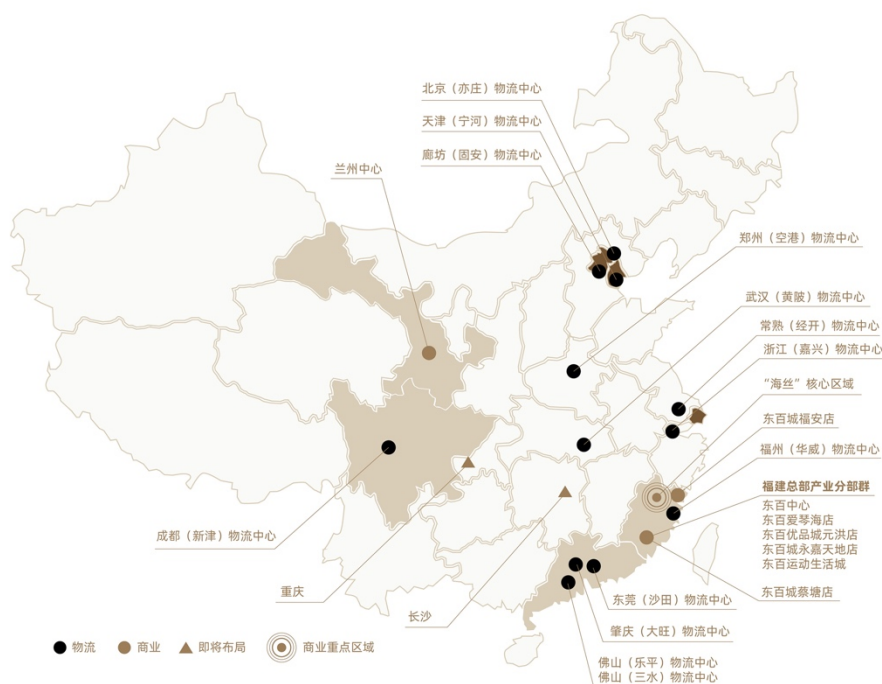 北京（亦庄）物流中心
天津（宁河）物流中心
廊坊（固安）物流中心
兰州中心
郑州（空港）物流中心
武汉（黄陂）物流中心
常熟（经开）物流中心
浙江（嘉兴）物流中心
“海丝”核心区域
东百城福安店
福州（华威）物流中心
福建总部产业分部群
东百中心
东百爱琴海店
东百优品城元洪店
东百城永嘉天地店
东百运动生活城
东百城蔡塘店
成都（新津）物流中心
重庆
长沙
东莞（沙田）物流中心
肇庆（大旺）物流中心
佛山（乐平）物流中心
佛山（三水）物流中心
物流 商业 即将布局 商业重点区域